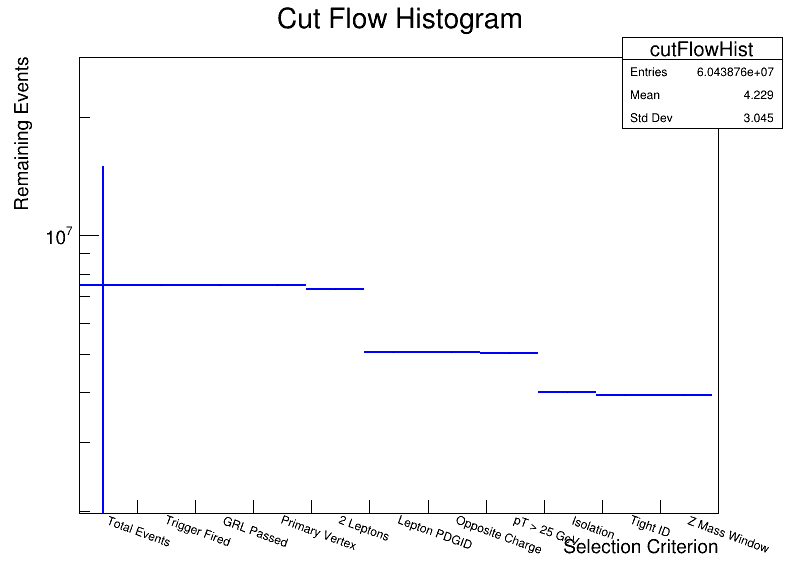 Cut Flow Histogram
cutFlowHist
Entries 6.043876e+07
Mean 4.229
Std Dev 3.045
Remaining Events
10^7
Total Events
Trigger Fired
GRL Passed
Primary Vertex
2 Leptons
Lepton PDGID
Opposite Charge
pT > 25 GeV
Isolation
Tight ID
Z Mass Window
Selection Criterion